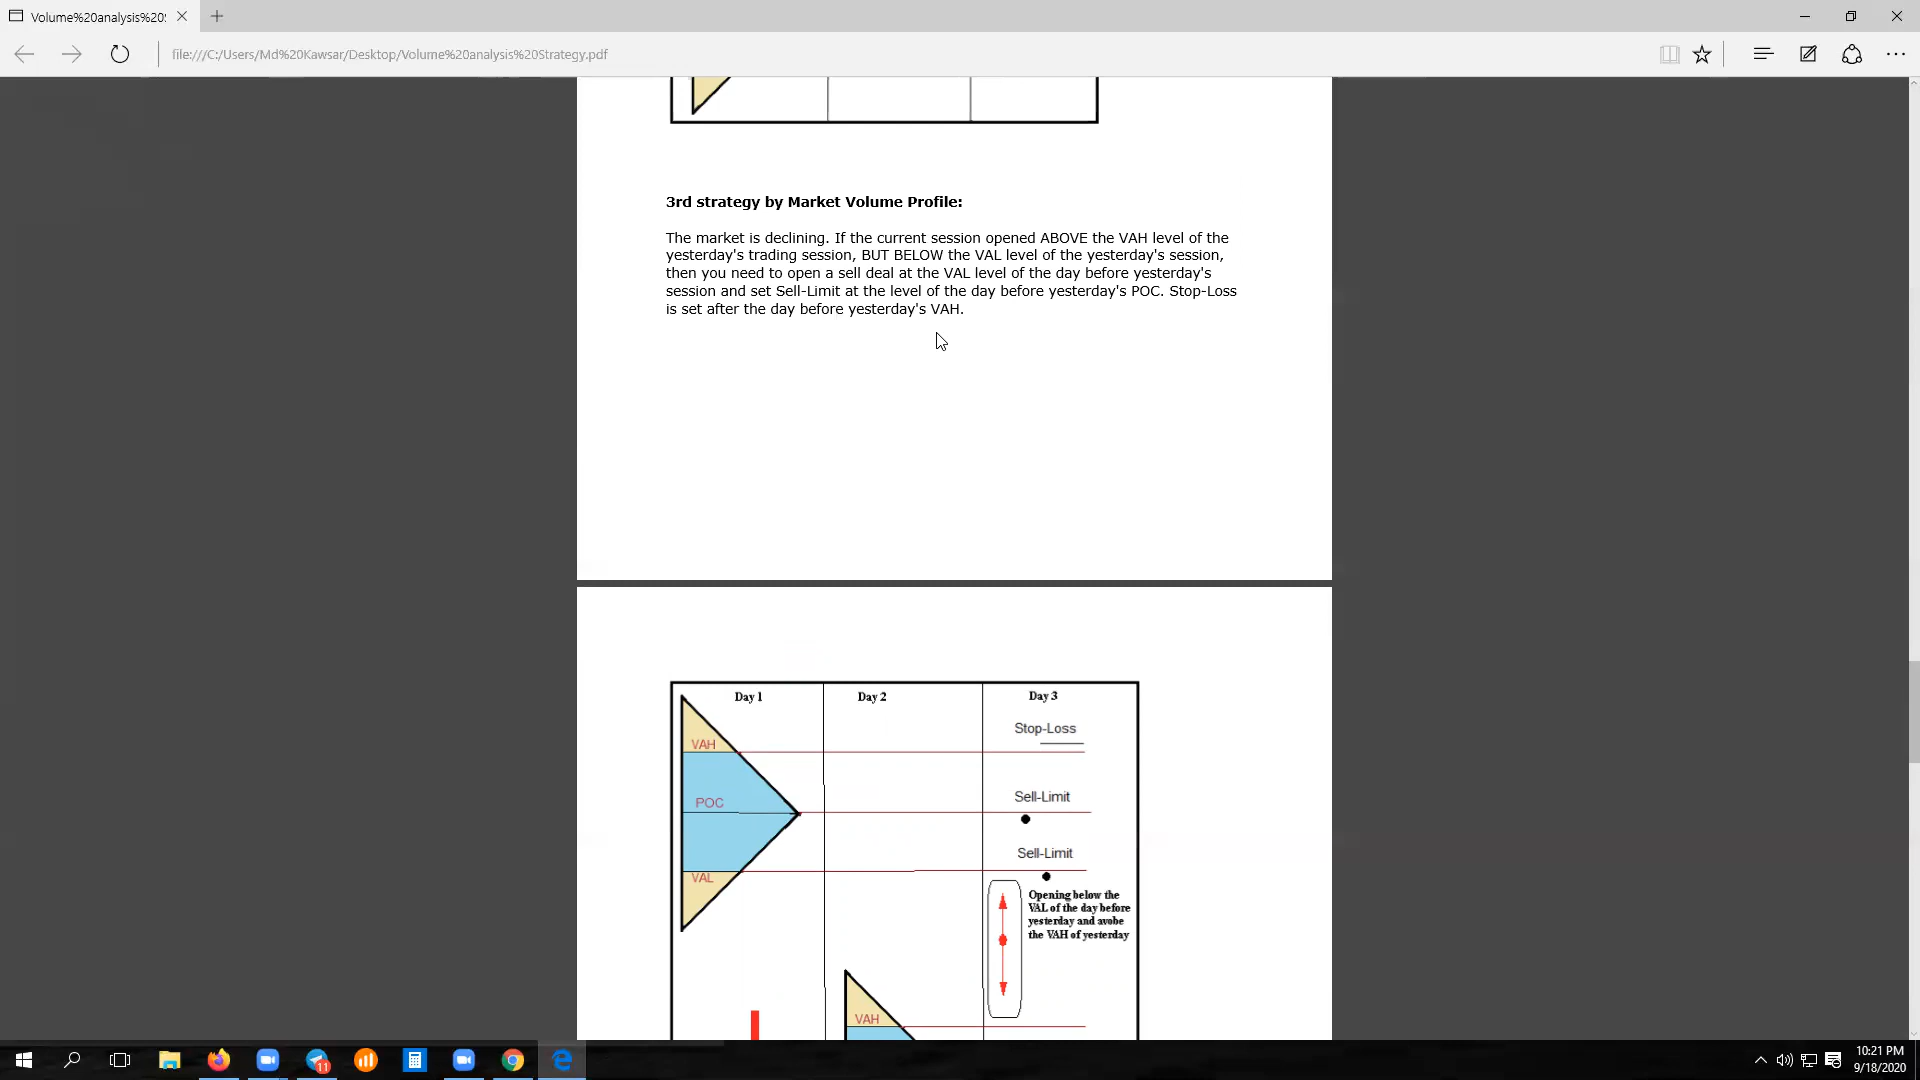 Volume%20analysis%20S
file:///C:/Users/Md%20Kawsar/Desktop/Volume%20analysis%20Strategy.pdf
3rd strategy by Market Volume Profile:
The market is declining. If the current session opened ABOVE the VAH level of the
yesterday's trading session, BUT BELOW the VAL level of the yesterday's session,
then you need to open a sell deal at the VAL level of the day before yesterday's
session and set Sell-Limit at the level of the day before yesterday's POC. Stop-Loss
is set after the day before yesterday's VAH.
Day 1
Day 2
Day 3
Stop-Loss
VAH
Sell-Limit
POC
Sell-Limit
VAL
Opening below the
VAL of the day before
yesterday and avobe
the VAH of yesterday
VAH
11
10:21 PM
9/18/2020